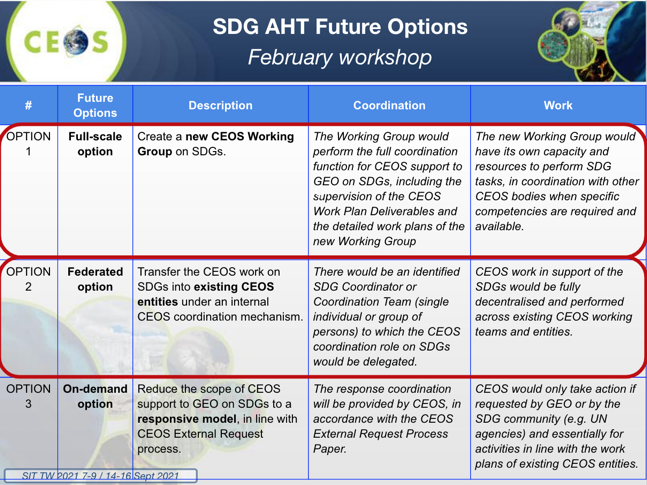 CEOS
SDG AHT Future Options
February workshop
#
Future
Options
Description
Coordination
Work
OPTION
1
Full-scale
option
Create a new CEOS Working
Group on SDGs.
The Working Group would
perform the full coordination
function for CEOS support to
GEO on SDGs, including the
supervision of the CEOS
Work Plan Deliverables and
the detailed work plans of the
new Working Group
The new Working Group would
have its own capacity and
resources to perform SDG
tasks, in coordination with other
CEOS bodies when specific
competencies are required and
available.
OPTION
2
Federated
option
Transfer the CEOS work on
SDGs into existing CEOS
entities under an internal
CEOS coordination mechanism.
There would be an identified
SDG Coordinator or
Coordination Team (single
individual or group of
persons) to which the CEOS
coordination role on SDGs
would be delegated.
CEOS work in support of the
SDGs would be fully
decentralised and performed
across existing CEOS working
teams and entities.
OPTION
3
On-demand
option
Reduce the scope of CEOS
support to GEO on SDGs to a
responsive model, in line with
CEOS External Request
process.
The response coordination
will be provided by CEOS, in
accordance with the CEOS
External Request Process
Paper.
CEOS would only take action if
requested by GEO or by the
SDG community (e.g. UN
agencies) and essentially for
activities in line with the work
plans of existing CEOS entities.
SIT TW 2021 7-9 / 14-16 Sept 2021